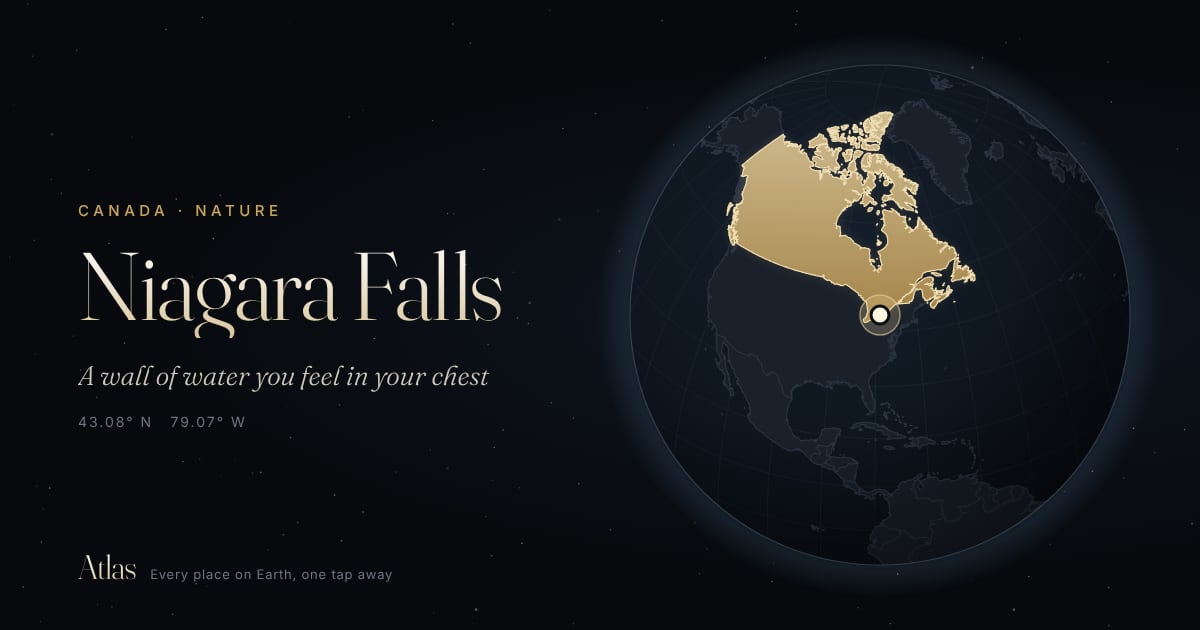 CANADA · NATURE
Niagara Falls
A wall of water you feel in your chest
43.08° N 79.07° W
Atlas Every place on Earth, one tap away